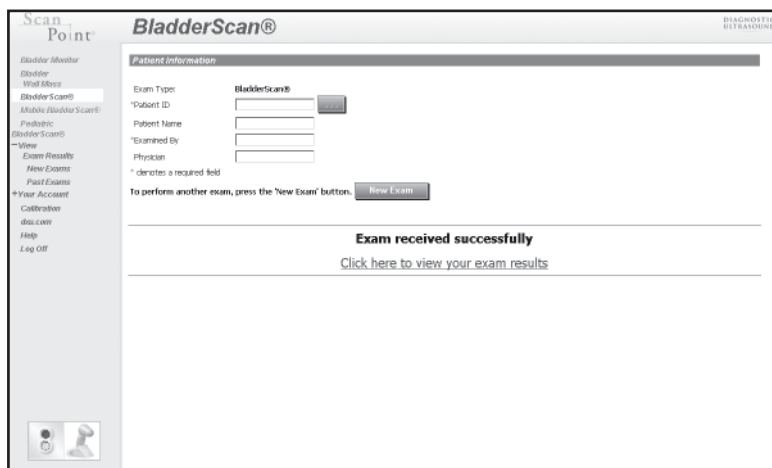 Scan
Point®
BladderScan®
DIAGNOSTIC
ULTRASOUND
Bladder Monitor
Bladder
Wall Mass
BladderScan®
Mobile BladderScan®
Pediatric
BladderScan®
−View
Exam Results
New Exams
Past Exams
+Your Account
Calibration
dxu.com
Help
Log Off
Patient Information
Exam Type: BladderScan®
*Patient ID ...
Patient Name
*Examined By
Physician
* denotes a required field
To perform another exam, press the 'New Exam' button. New Exam
Exam received successfully
Click here to view your exam results